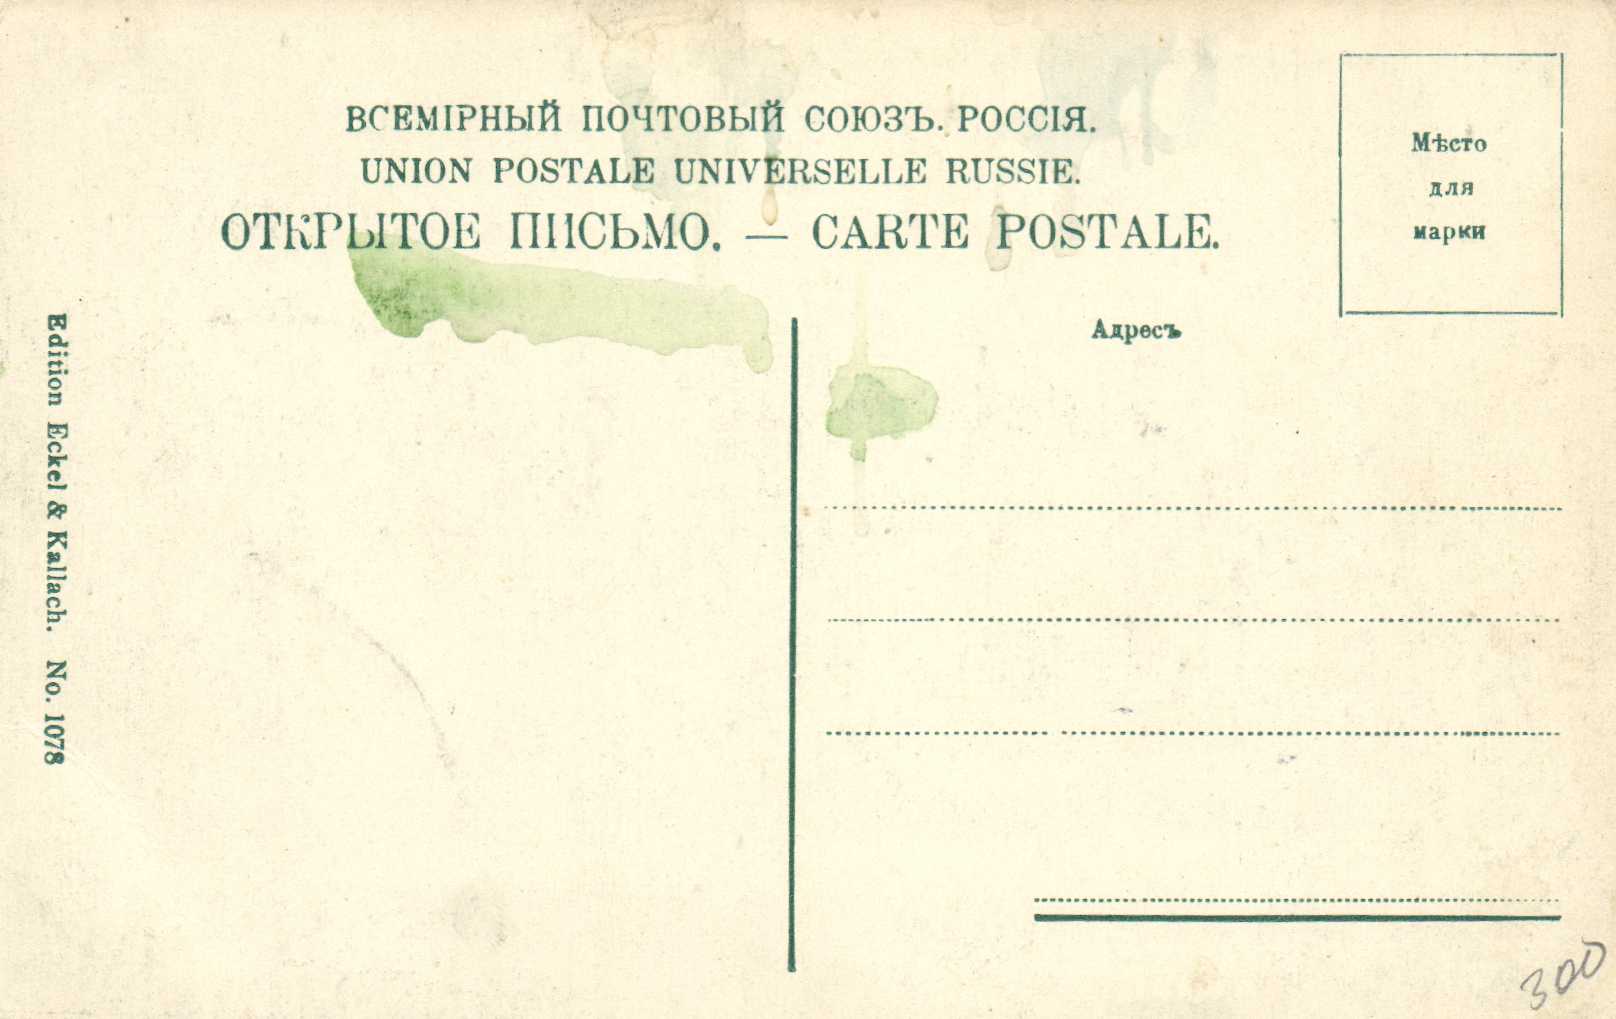 ВСЕМІРНЫЙ ПОЧТОВЫЙ СОЮЗЪ. РОССІЯ.
UNION POSTALE UNIVERSELLE RUSSIE.
ОТКРЫТОЕ ПИСЬМО. — CARTE POSTALE.
Мѣсто
для
марки
Адресъ
Edition Eckel & Kallach. No. 1078
300